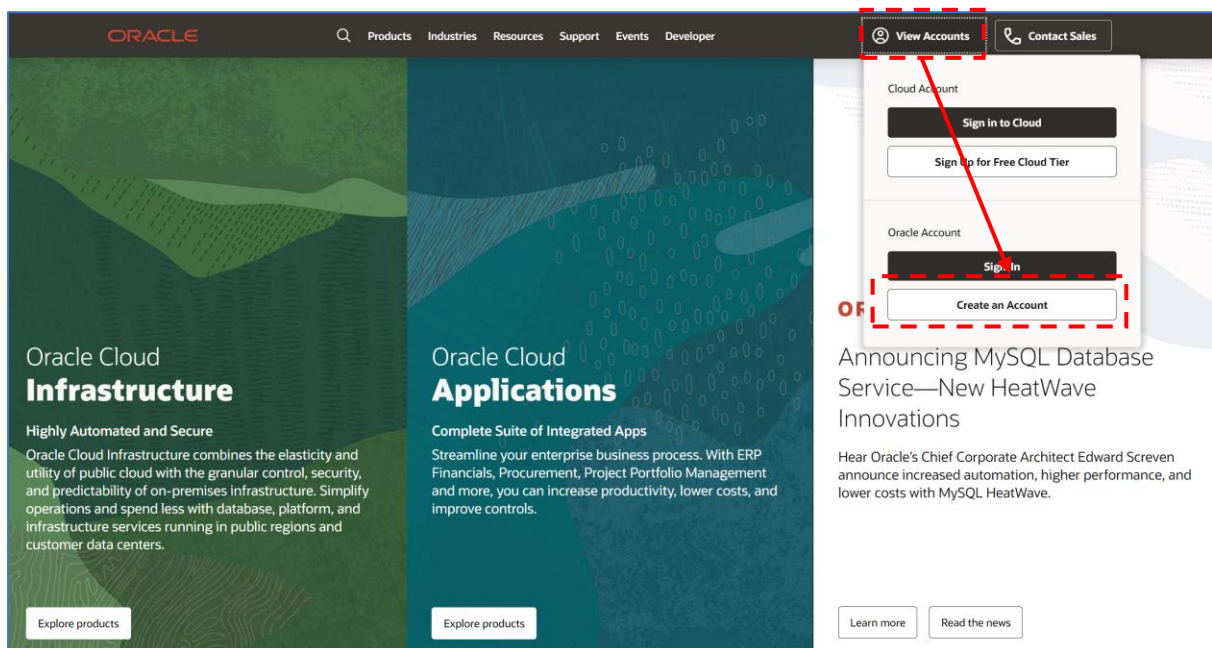 ORACLE
Products Industries Resources Support Events Developer
View Accounts
Contact Sales
Cloud Account
Sign in to Cloud
Sign Up for Free Cloud Tier
Oracle Account
Sign In
Create an Account
Oracle Cloud
Infrastructure
Highly Automated and Secure
Oracle Cloud Infrastructure combines the elasticity and
utility of public cloud with the granular control, security,
and predictability of on-premises infrastructure. Simplify
operations and spend less with database, platform, and
infrastructure services running in public regions and
customer data centers.
Explore products
Oracle Cloud
Applications
Complete Suite of Integrated Apps
Streamline your enterprise business process. With ERP
Financials, Procurement, Project Portfolio Management
and more, you can increase productivity, lower costs, and
improve controls.
Explore products
OR
Announcing MySQL Database
Service—New HeatWave
Innovations
Hear Oracle's Chief Corporate Architect Edward Screven
announce increased automation, higher performance, and
lower costs with MySQL HeatWave.
Learn more
Read the news